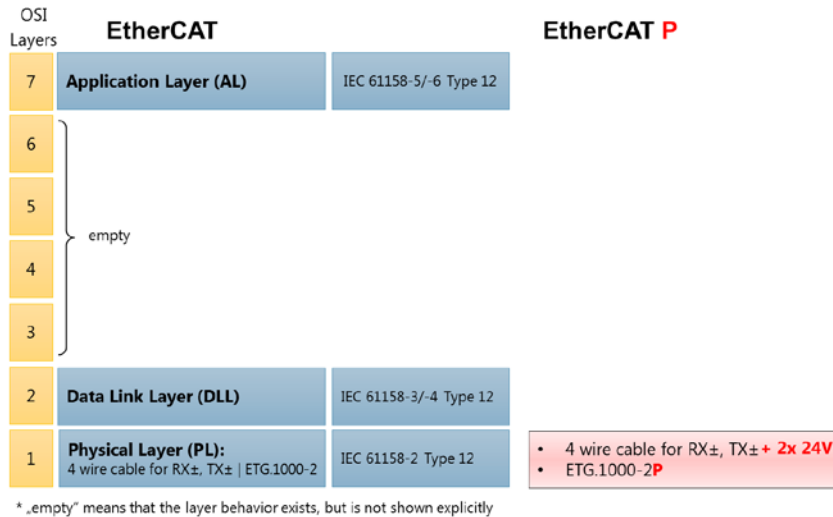 OSI
Layers
EtherCAT
EtherCAT P
7
Application Layer (AL)
IEC 61158-5/-6 Type 12
6
5
empty
4
3
2
Data Link Layer (DLL)
IEC 61158-3/-4 Type 12
1
Physical Layer (PL):
4 wire cable for RX±, TX± | ETG.1000-2
IEC 61158-2 Type 12
• 4 wire cable for RX±, TX± + 2x 24V
• ETG.1000-2P
* „empty” means that the layer behavior exists, but is not shown explicitly